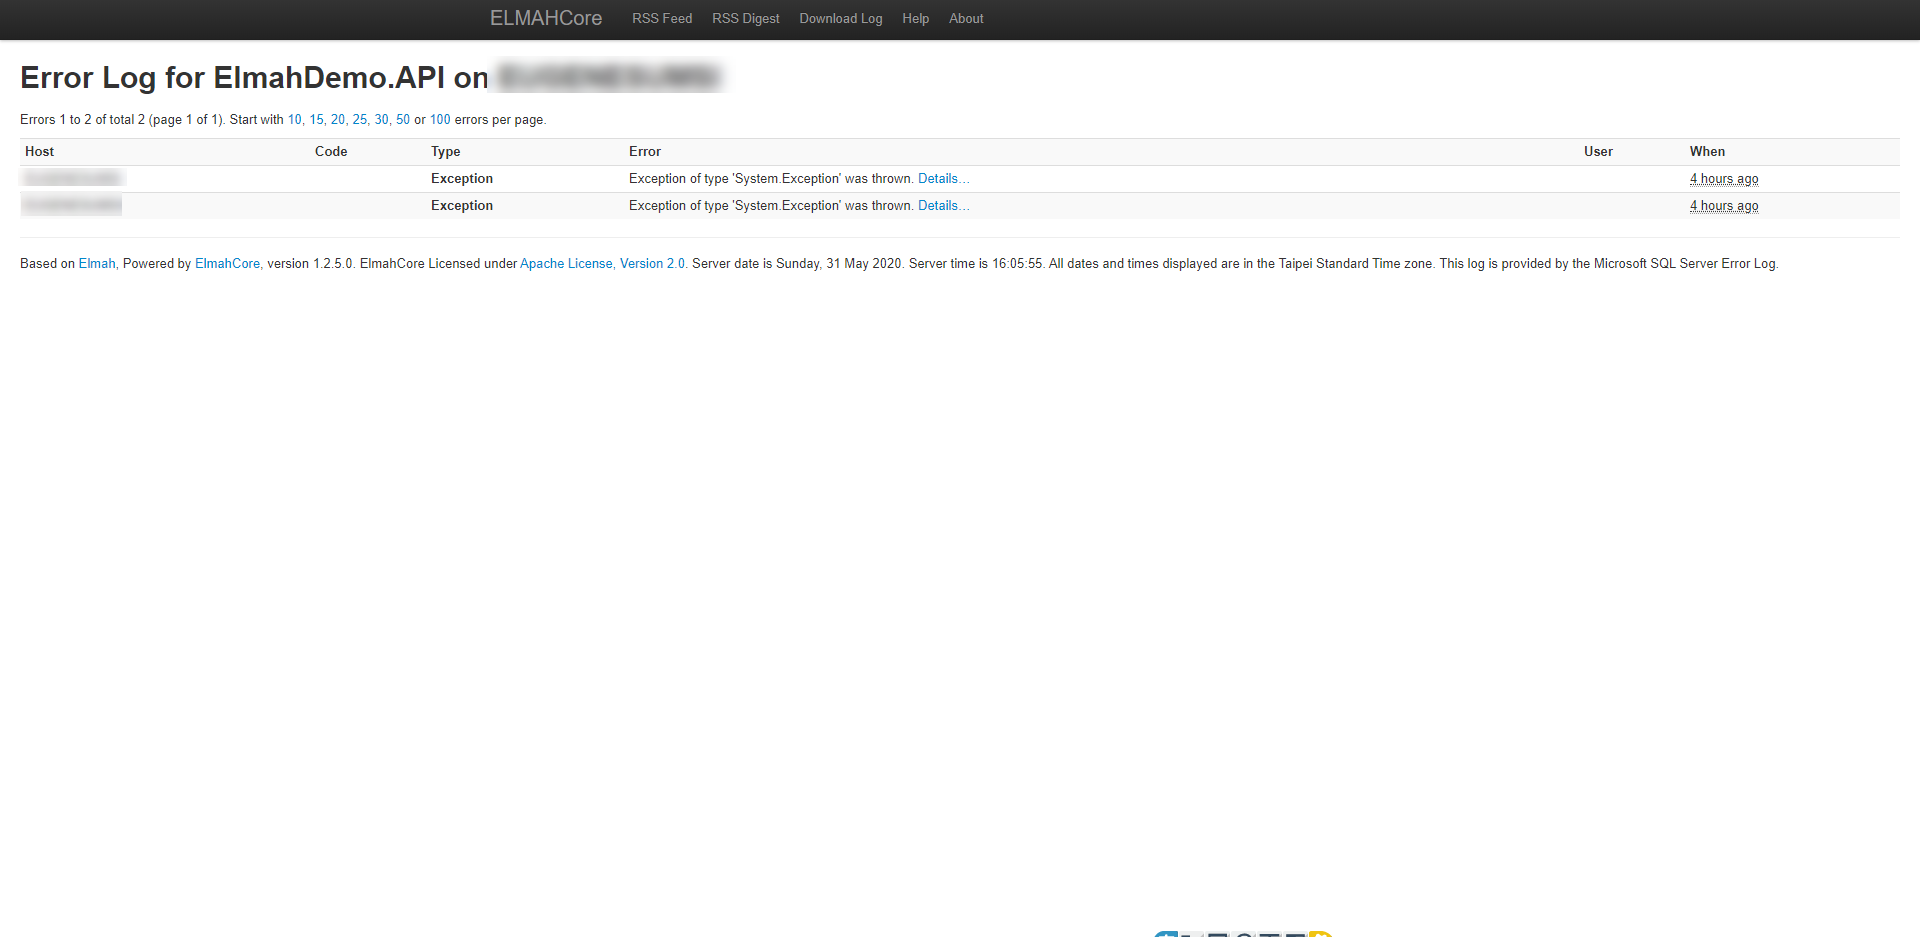 ELMAHCore RSS Feed RSS Digest Download Log Help About
Error Log for ElmahDemo.API on
Errors 1 to 2 of total 2 (page 1 of 1). Start with 10, 15, 20, 25, 30, 50 or 100 errors per page.
Host Code Type Error User When
Exception Exception of type 'System.Exception' was thrown. Details... 4 hours ago
Exception Exception of type 'System.Exception' was thrown. Details... 4 hours ago
Based on Elmah, Powered by ElmahCore, version 1.2.5.0. ElmahCore Licensed under Apache License, Version 2.0. Server date is Sunday, 31 May 2020. Server time is 16:05:55. All dates and times displayed are in the Taipei Standard Time zone. This log is provided by the Microsoft SQL Server Error Log.